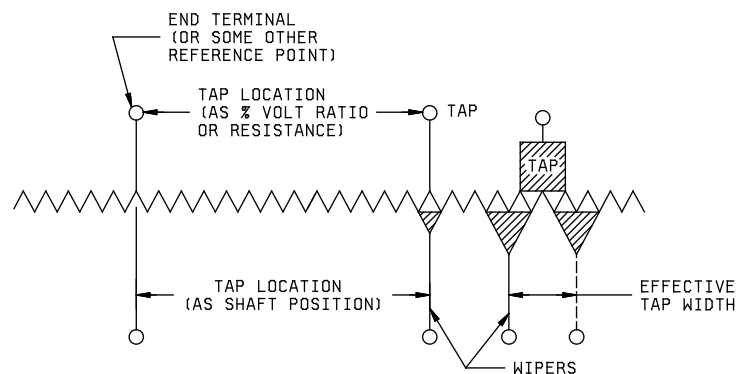 END TERMINAL
(OR SOME OTHER
REFERENCE POINT)
TAP LOCATION
(AS % VOLT RATIO
OR RESISTANCE)
TAP
TAP
TAP LOCATION
(AS SHAFT POSITION)
EFFECTIVE
TAP WIDTH
WIPERS